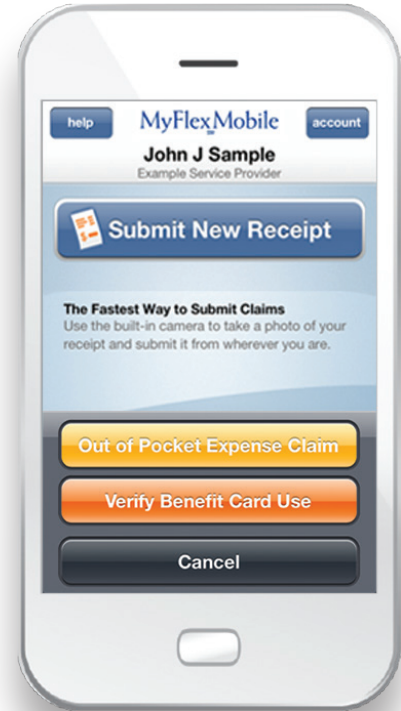 help MyFlexMobile account
SM
John J Sample
Example Service Provider
Submit New Receipt
The Fastest Way to Submit Claims
Use the built-in camera to take a photo of your
receipt and submit it from wherever you are.
Out of Pocket Expense Claim
Verify Benefit Card Use
Cancel